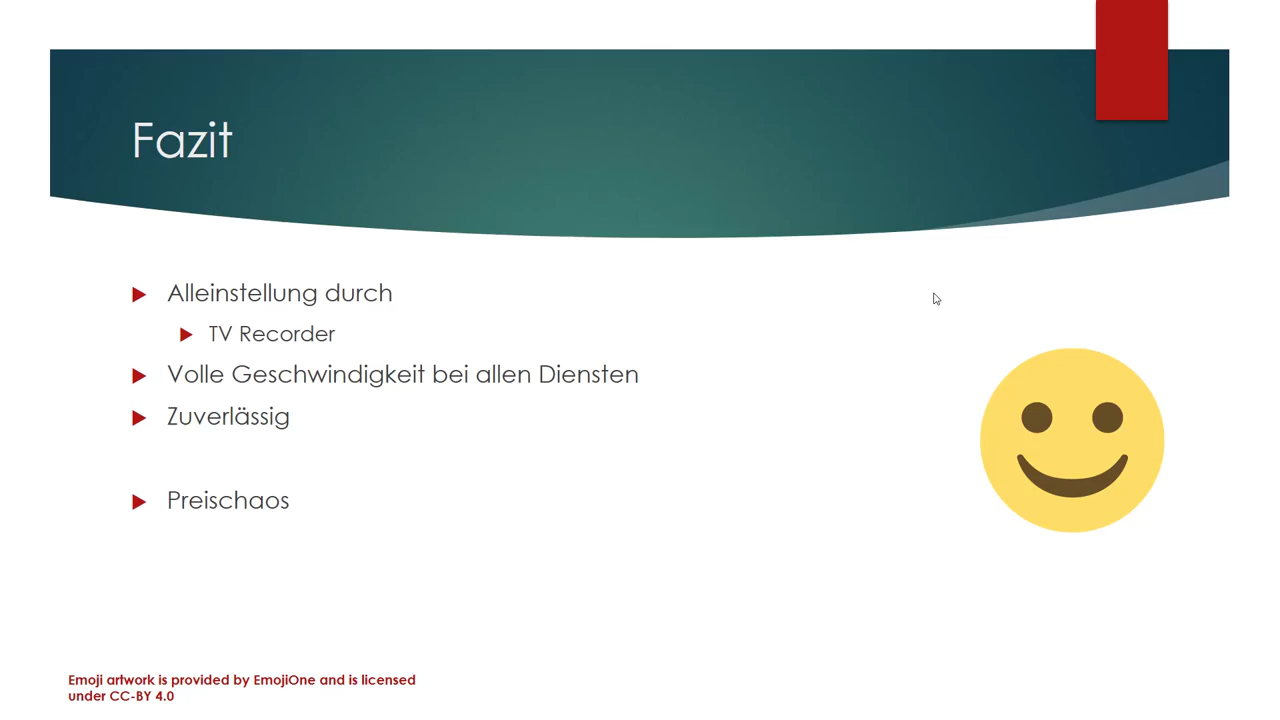 Fazit
Alleinstellung durch
TV Recorder
Volle Geschwindigkeit bei allen Diensten
Zuverlässig
Preischaos
Emoji artwork is provided by EmojiOne and is licensed
under CC-BY 4.0